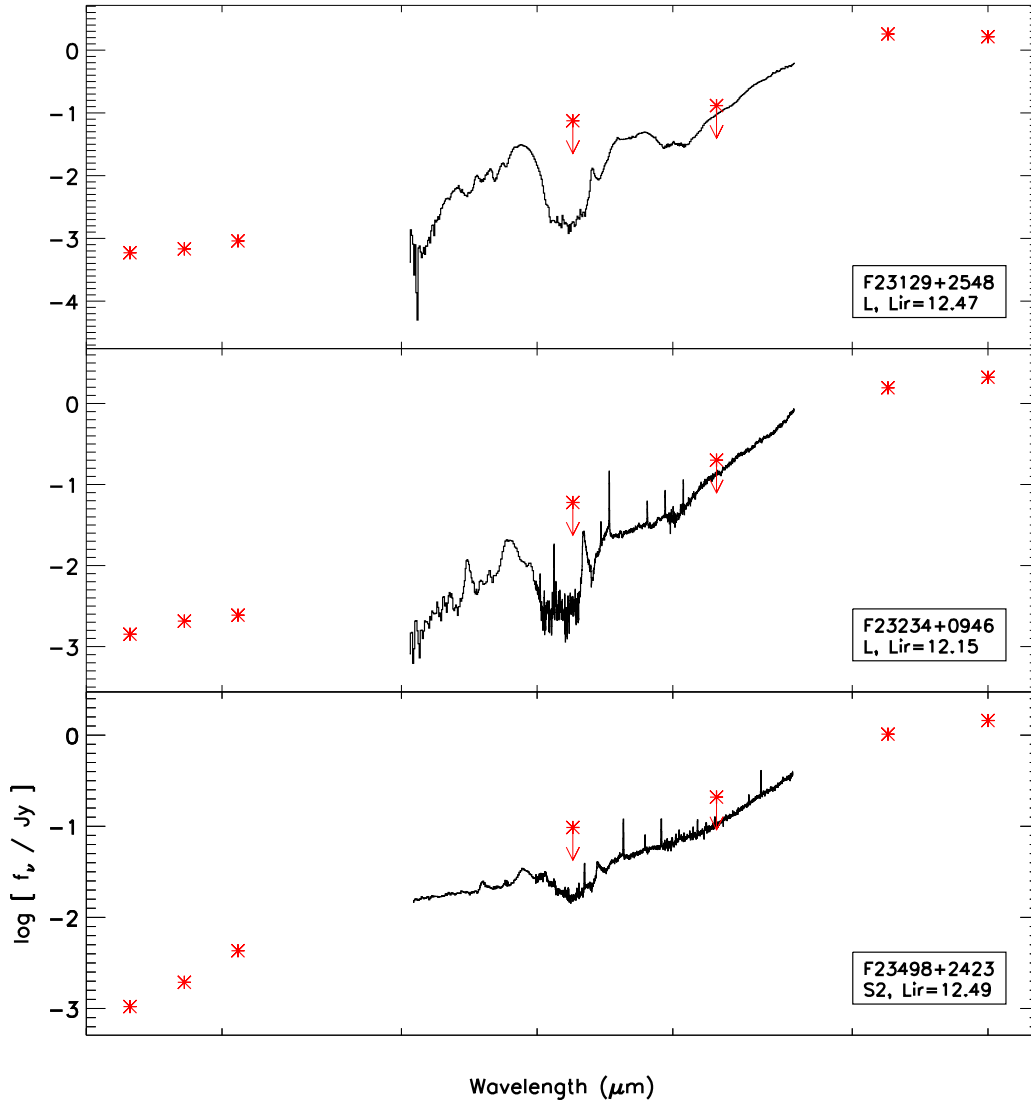 0
-1
-2
-3
-4
F23129+2548
L, Lir=12.47
0
-1
-2
-3
F23234+0946
L, Lir=12.15
0
-1
-2
-3
F23498+2423
S2, Lir=12.49
log [ fν / Jy ]
Wavelength (μm)